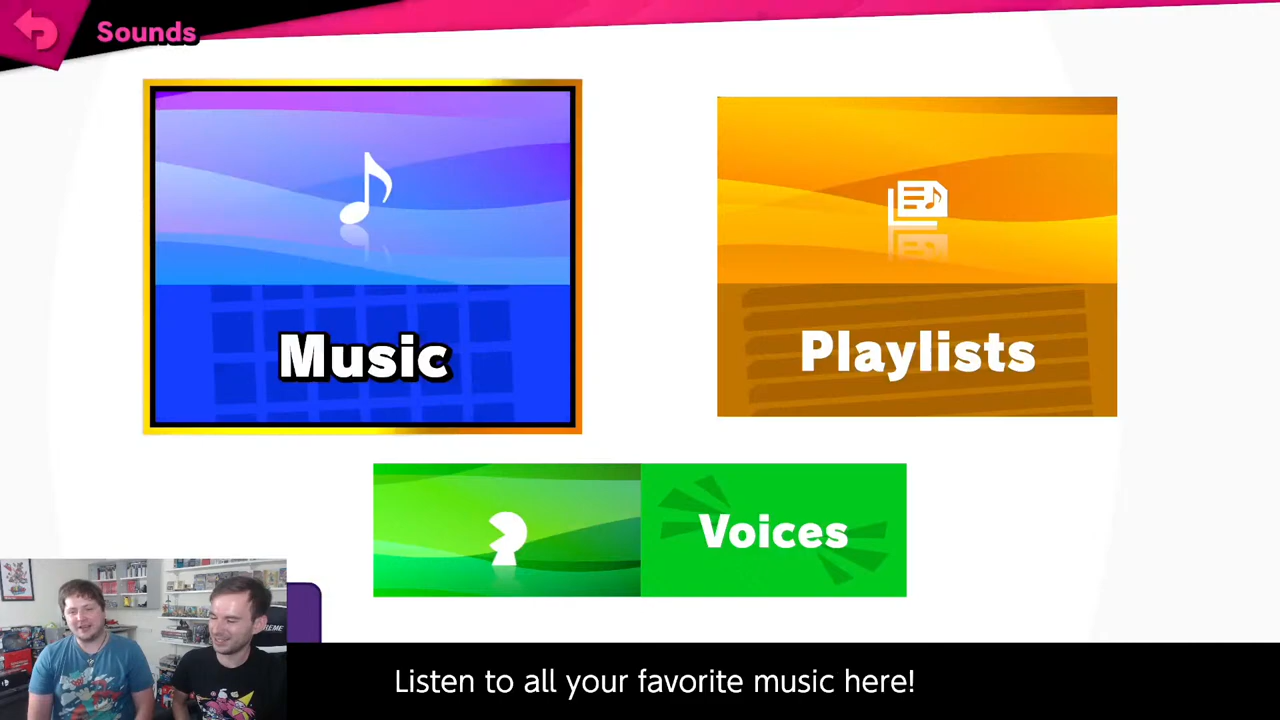 Sounds
Music
Playlists
Voices
Listen to all your favorite music here!